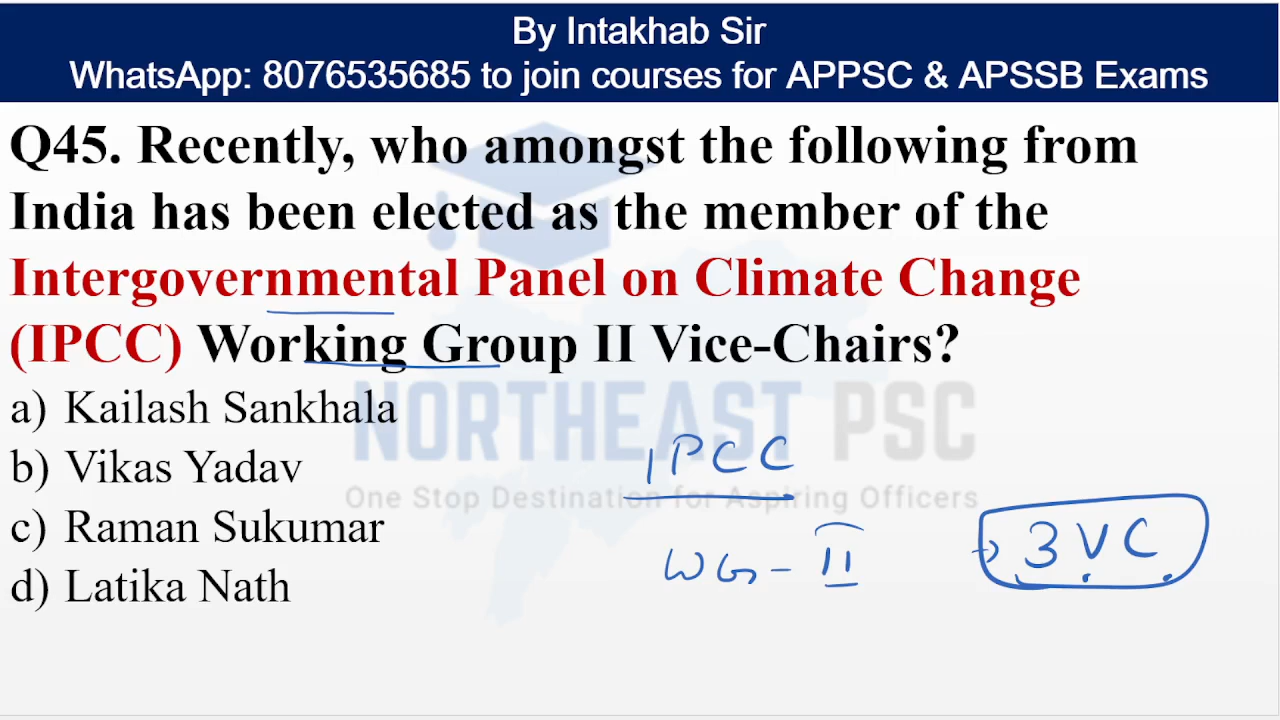 By Intakhab Sir
WhatsApp: 8076535685 to join courses for APPSC & APSSB Exams
Q45. Recently, who amongst the following from
India has been elected as the member of the
Intergovernmental Panel on Climate Change
(IPCC) Working Group II Vice-Chairs?
a) Kailash Sankhala
b) Vikas Yadav
c) Raman Sukumar
d) Latika Nath
NORTHEAST PSC
One Stop Destination for Aspiring Officers
IPCC
WG - II
3 VC